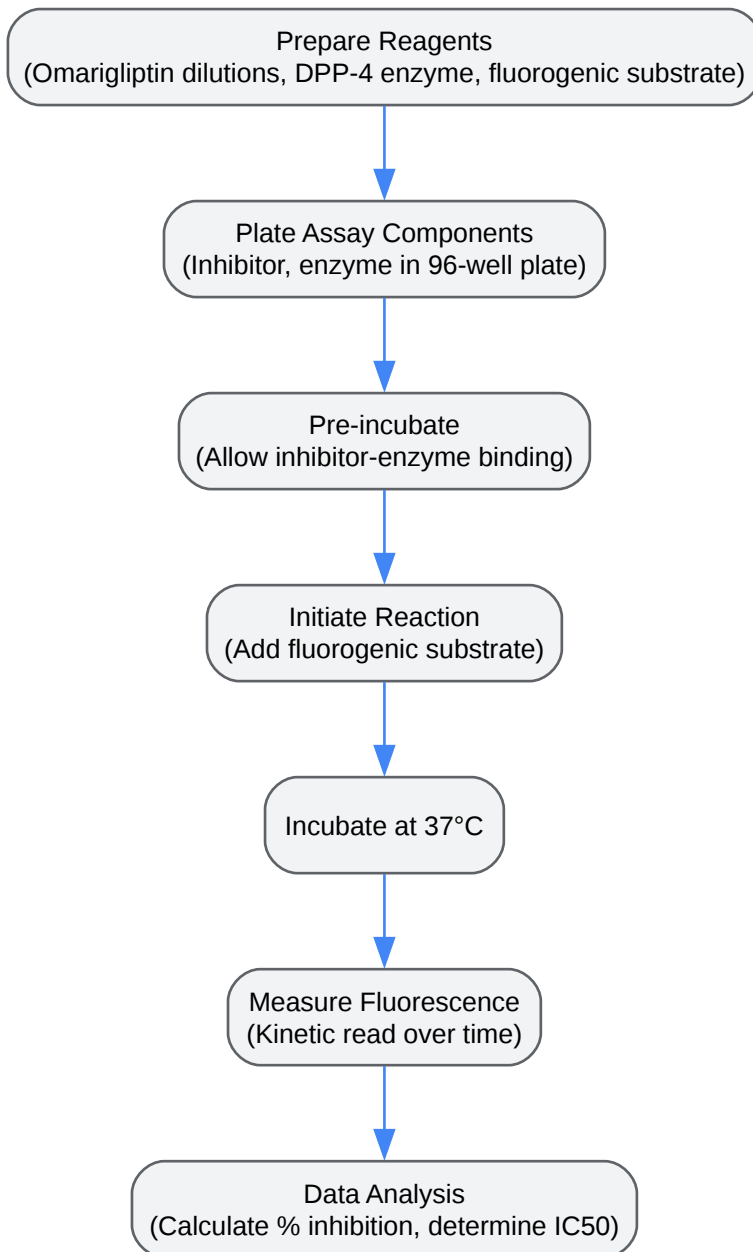 Prepare Reagents
(Omarigliptin dilutions, DPP-4 enzyme, fluorogenic substrate)
Plate Assay Components
(Inhibitor, enzyme in 96-well plate)
Pre-incubate
(Allow inhibitor-enzyme binding)
Initiate Reaction
(Add fluorogenic substrate)
Incubate at 37°C
Measure Fluorescence
(Kinetic read over time)
Data Analysis
(Calculate % inhibition, determine IC50)